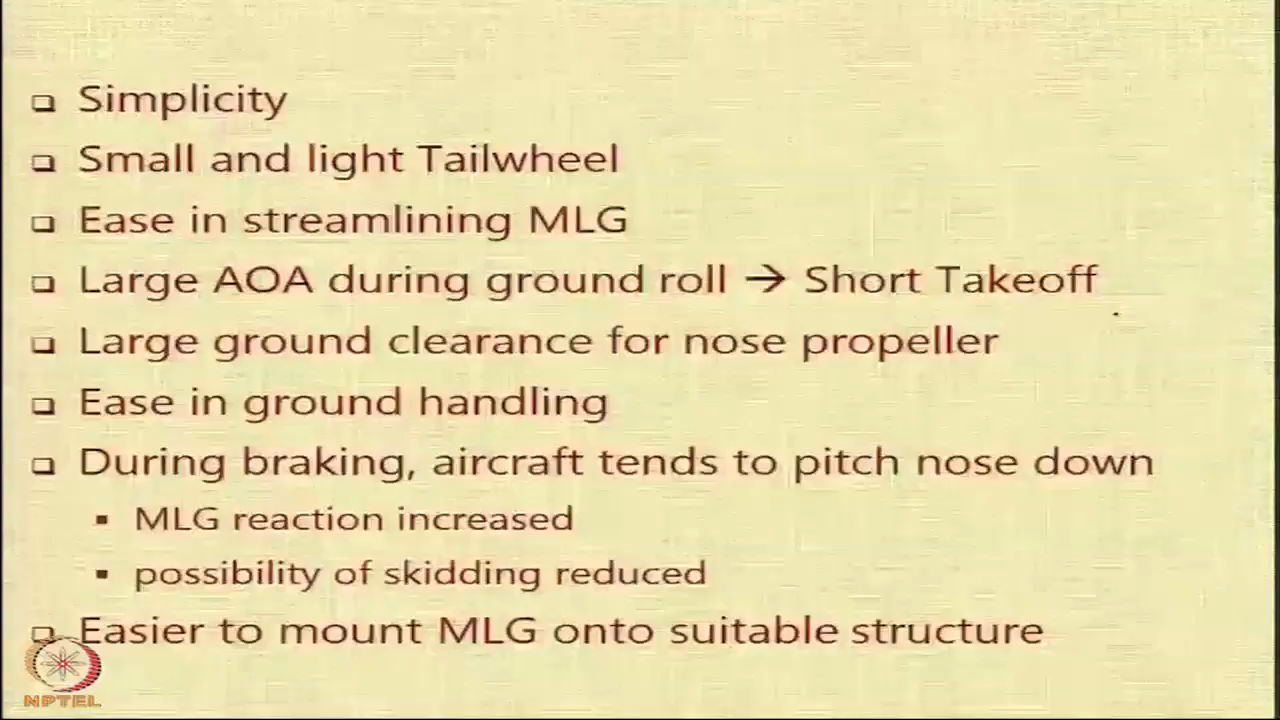 Simplicity
Small and light Tailwheel
Ease in streamlining MLG
Large AOA during ground roll → Short Takeoff
Large ground clearance for nose propeller
Ease in ground handling
During braking, aircraft tends to pitch nose down
MLG reaction increased
possibility of skidding reduced
Easier to mount MLG onto suitable structure
NPTEL